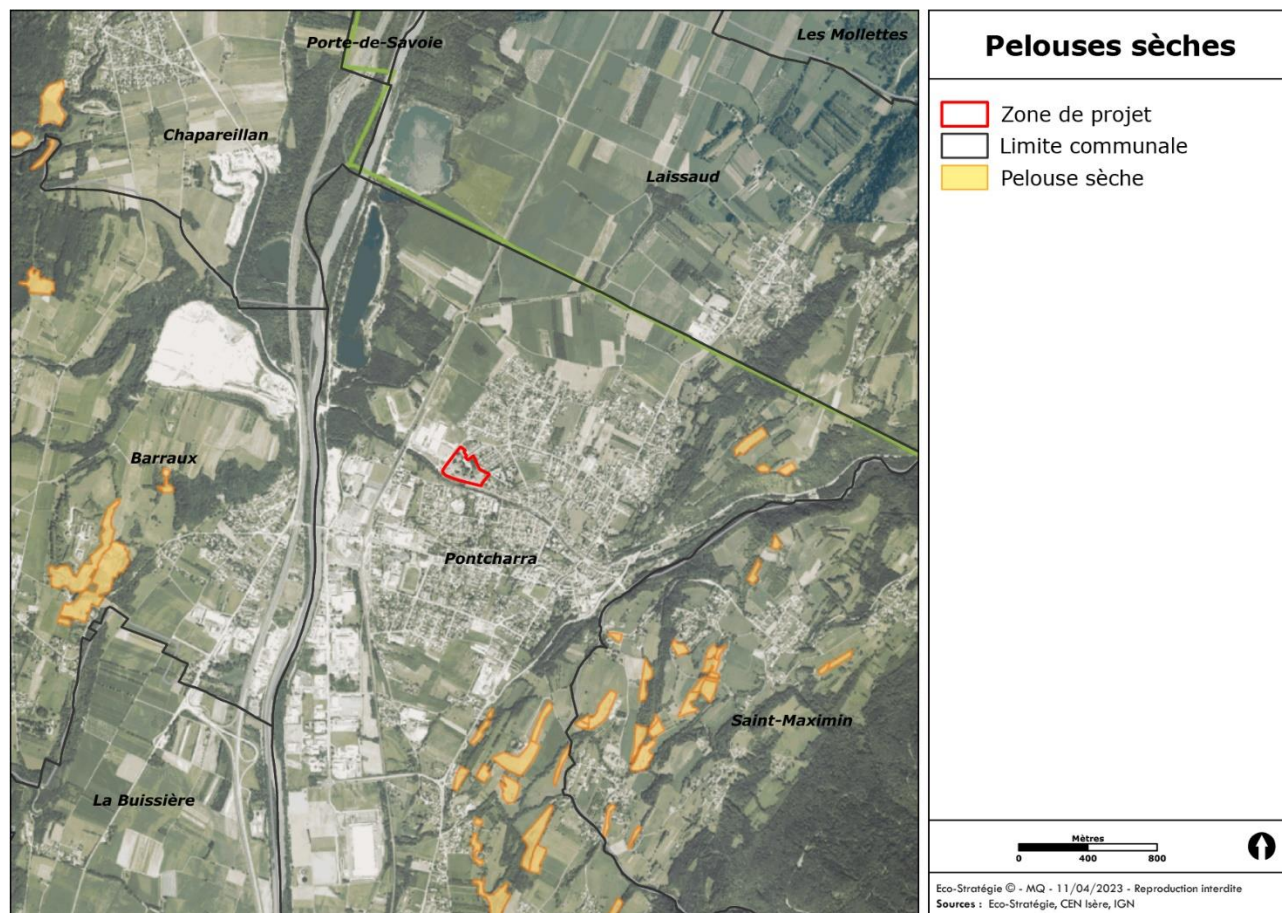 Porte-de-Savoie
Les Mollettes
Chapareillan
Laissaud
Barraux
Pontcharra
Saint-Maximin
La Buissière
Pelouses sèches
Zone de projet
Limite communale
Pelouse sèche
Mètres
0 400 800
Eco-Stratégie © - MQ - 11/04/2023 - Reproduction interdite
Sources : Eco-Stratégie, CEN Isère, IGN